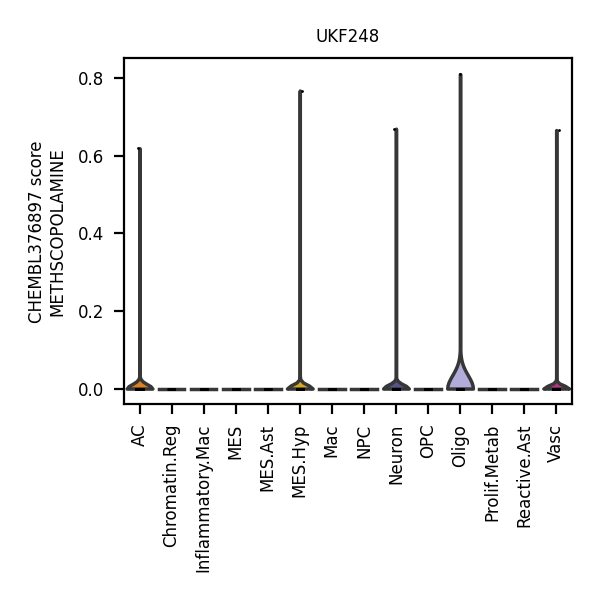 UKF248
CHEMBL376897 score
METHSCOPOLAMINE
0.8
0.6
0.4
0.2
0.0
AC
Chromatin.Reg
Inflammatory.Mac
MES
MES.Ast
MES.Hyp
Mac
NPC
Neuron
OPC
Oligo
Prolif.Metab
Reactive.Ast
Vasc